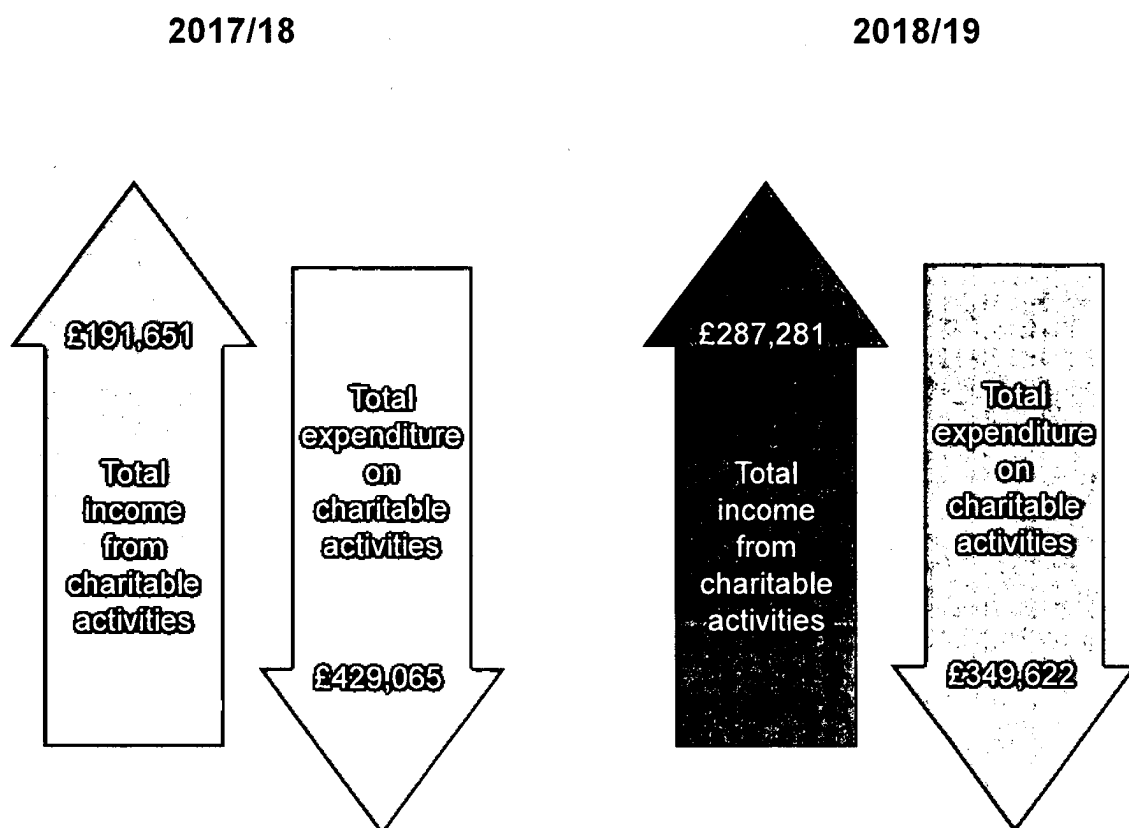 2017/18
£191,651
Total
income
from
charitable
activities
Total
expenditure
on
charitable
activities
£429,065
2018/19
£287,281
Total
income
from
charitable
activities
Total
expenditure
on
charitable
activities
£349,622